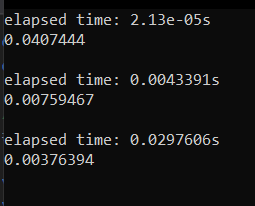 elapsed time: 2.13e-05s
0.0407444
elapsed time: 0.0043391s
0.00759467
elapsed time: 0.0297606s
0.00376394